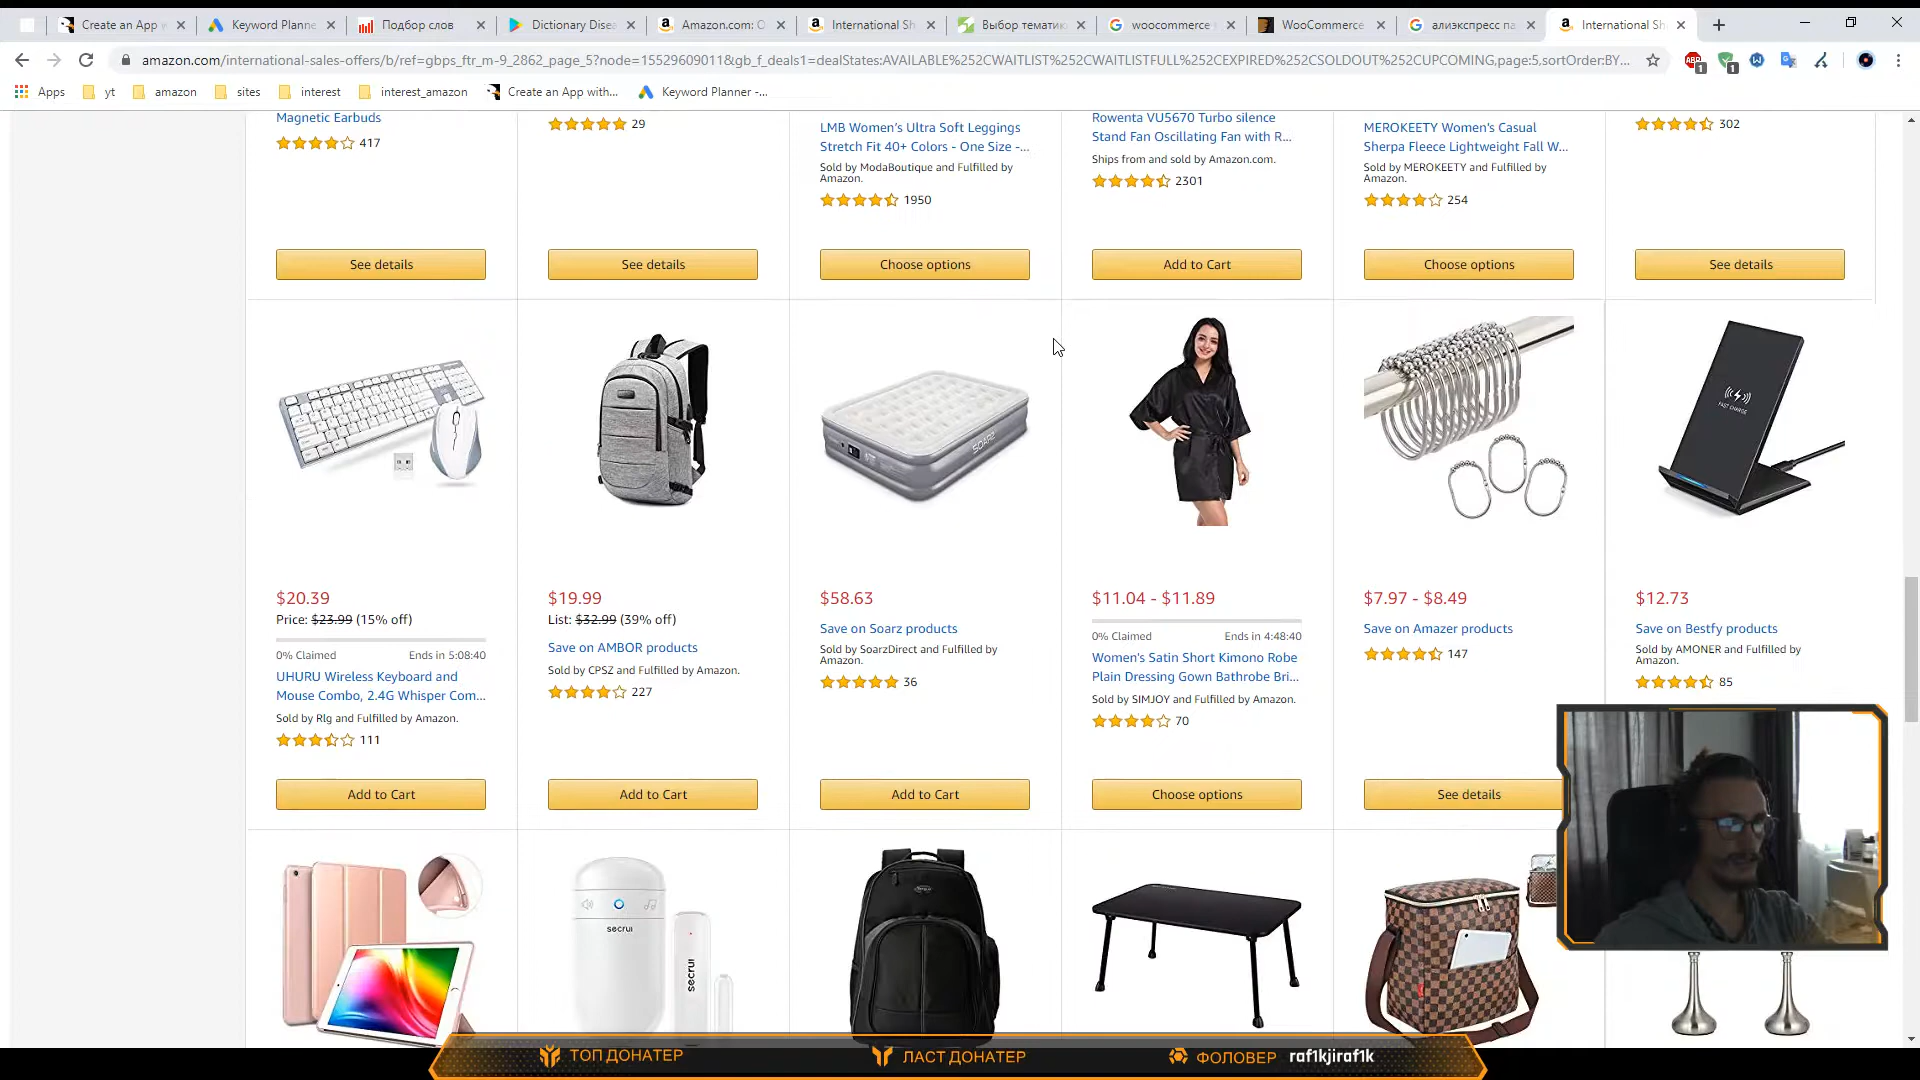 Create an App w
Keyword Planne
Подбор слов
Dictionary Disea
Amazon.com: O
International Sh
Выбор тематик
woocommerce
WooCommerce
алиэкспресс па
International Sh
amazon.com/international-sales-offers/b/ref=gbps_ftr_m-9_2862_page_5?node=15529609011&gb_f_deals1=dealStates:AVAILABLE%252CWAITLIST%252CWAITLISTFULL%252CEXPIRED%252CSOLDOUT%252CUPCOMING,page:5,sortOrder:BY...
ABP
1
1
Apps
yt
amazon
sites
interest
interest_amazon
Create an App with...
Keyword Planner -...
Magnetic Earbuds
417
29
LMB Women's Ultra Soft Leggings
Stretch Fit 40+ Colors - One Size -...
Sold by ModaBoutique and Fulfilled by
Amazon.
1950
Rowenta VU5670 Turbo silence
Stand Fan Oscillating Fan with R...
Ships from and sold by Amazon.com.
2301
MEROKEETY Women's Casual
Sherpa Fleece Lightweight Fall W...
Sold by MEROKEETY and Fulfilled by
Amazon.
254
302
See details
See details
Choose options
Add to Cart
Choose options
See details
SOARZ
FAST CHARGE
$20.39
Price: $23.99 (15% off)
0% Claimed
Ends in 5:08:40
UHURU Wireless Keyboard and
Mouse Combo, 2.4G Whisper Com...
Sold by Rlg and Fulfilled by Amazon.
111
Add to Cart
$19.99
List: $32.99 (39% off)
Save on AMBOR products
Sold by CPSZ and Fulfilled by Amazon.
227
Add to Cart
$58.63
Save on Soarz products
Sold by SoarzDirect and Fulfilled by
Amazon.
36
Add to Cart
$11.04 - $11.89
0% Claimed
Ends in 4:48:40
Women's Satin Short Kimono Robe
Plain Dressing Gown Bathrobe Bri...
Sold by SIMJOY and Fulfilled by Amazon.
70
Choose options
$7.97 - $8.49
Save on Amazer products
147
See details
$12.73
Save on Bestfy products
Sold by AMONER and Fulfilled by
Amazon.
85
secrui
secrui
ТОП ДОНАТЕР
ЛАСТ ДОНАТЕР
ФОЛОВЕР
raf1kjiraf1k